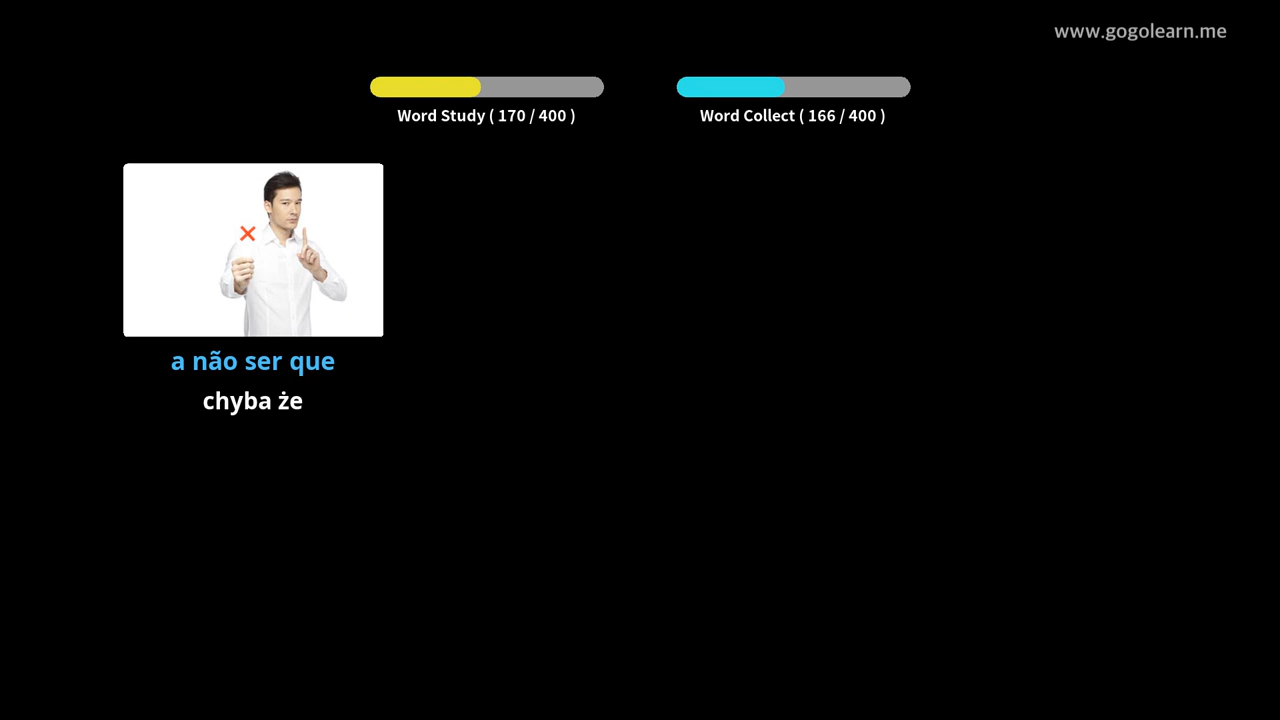 www.gogolearn.me
Word Study ( 170 / 400 )
Word Collect ( 166 / 400 )
a não ser que
chyba że